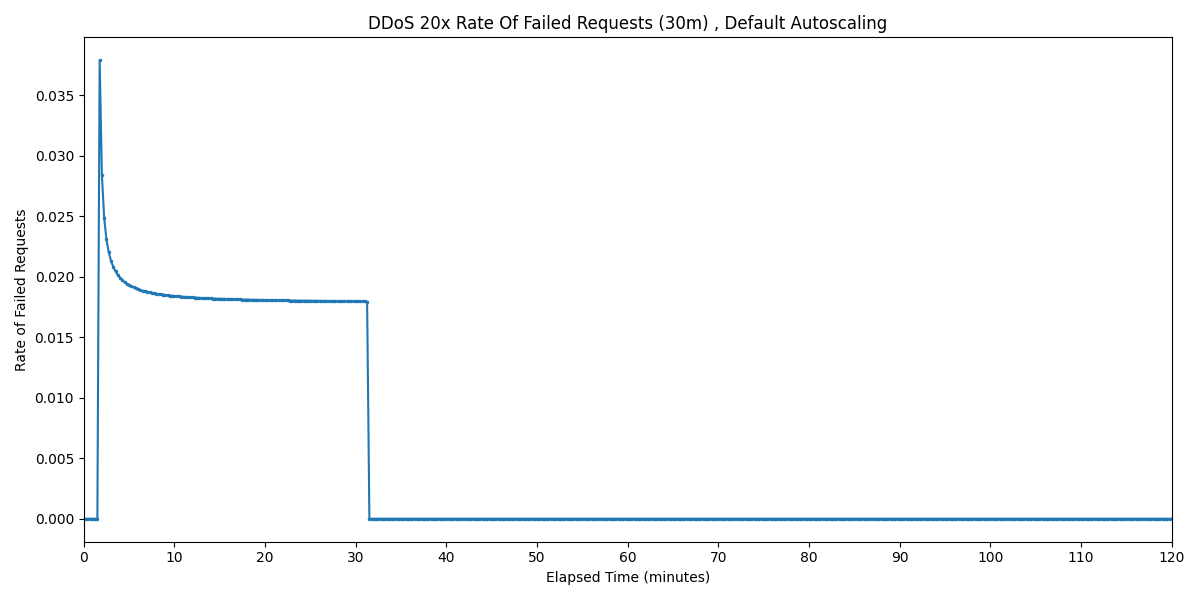 DDoS 20x Rate Of Failed Requests (30m) , Default Autoscaling
Rate of Failed Requests
0.035
0.030
0.025
0.020
0.015
0.010
0.005
0.000
0 10 20 30 40 50 60 70 80 90 100 110 120
Elapsed Time (minutes)